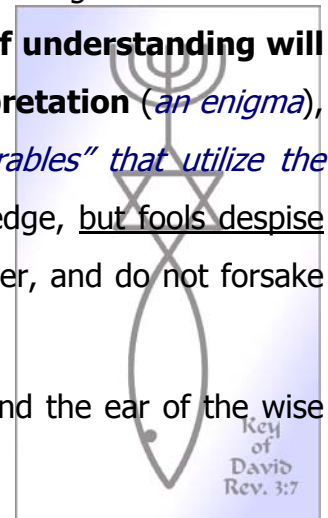 f understanding will
pretation (an enigma),
rables” that utilize the
edge, but fools despise
er, and do not forsake
nd the ear of the wise
Key
of
David
Rev. 3:7